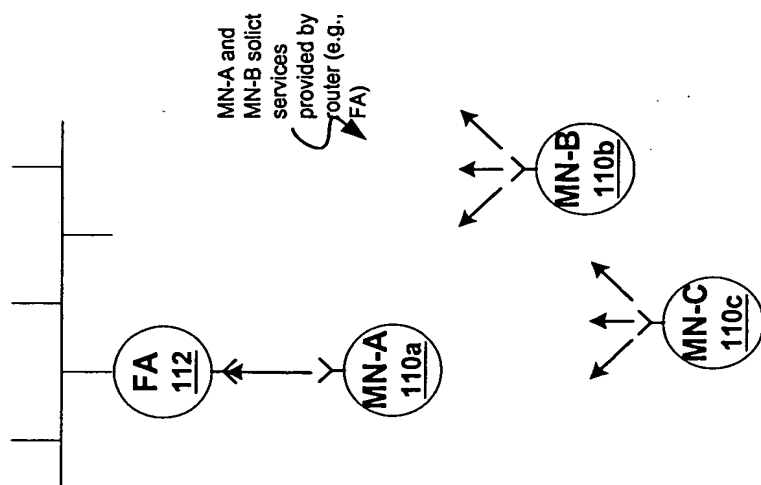 MN-A and
MN-B solict
services
provided by
router (e.g.,
FA)
FA
112
MN-A
110a
MN-B
110b
MN-C
110c